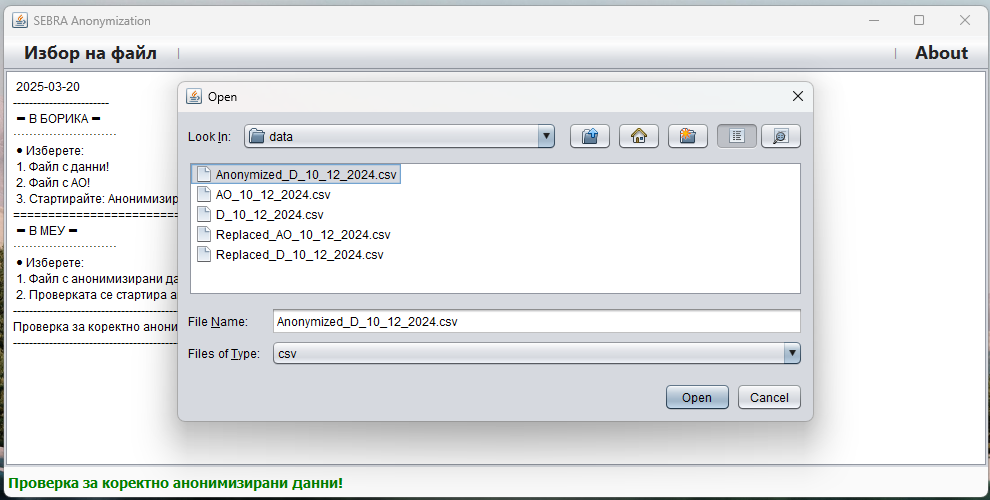 SEBRA Anonymization
Избор на файл | | About
2025-03-20
------------------------
━ В БОРИКА ━
--------------------------
● Изберете:
1. Файл с данни!
2. Файл с АО!
3. Стартирайте: Анонимизир
========================
━ В МЕУ ━
--------------------------
● Изберете:
1. Файл с анонимизирани да
2. Проверката се стартира а
Проверка за коректно анони
Open
Look In: data
Anonymized_D_10_12_2024.csv
AO_10_12_2024.csv
D_10_12_2024.csv
Replaced_AO_10_12_2024.csv
Replaced_D_10_12_2024.csv
File Name: Anonymized_D_10_12_2024.csv
Files of Type: csv
Open Cancel
Проверка за коректно анонимизирани данни!